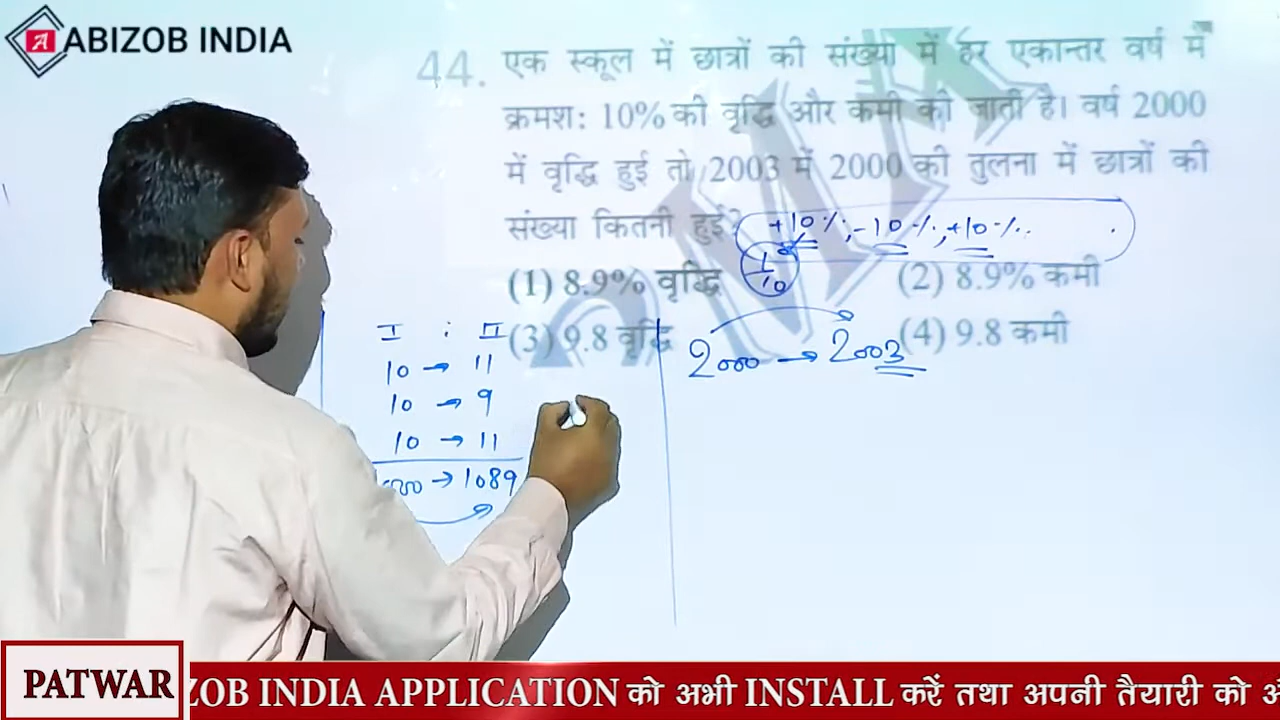 ABIZOB INDIA
44. एक स्कूल में छात्रों की संख्या में हर एकान्तर वर्ष में
क्रमश: 10% की वृद्धि और कमी की जाती है। वर्ष 2000
में वृद्धि हुई तो 2003 में 2000 की तुलना में छात्रों की
संख्या कितनी हुई?
+10%, -10%, +10%.
1/10
(1) 8.9% वृद्धि (2) 8.9% कमी
(3) 9.8 वृद्धि (4) 9.8 कमी
I : II
10 → 11
10 → 9
10 → 11
→ 1089
2000 → 2003
PATWAR
ZOB INDIA APPLICATION को अभी INSTALL करें तथा अपनी तैयारी को